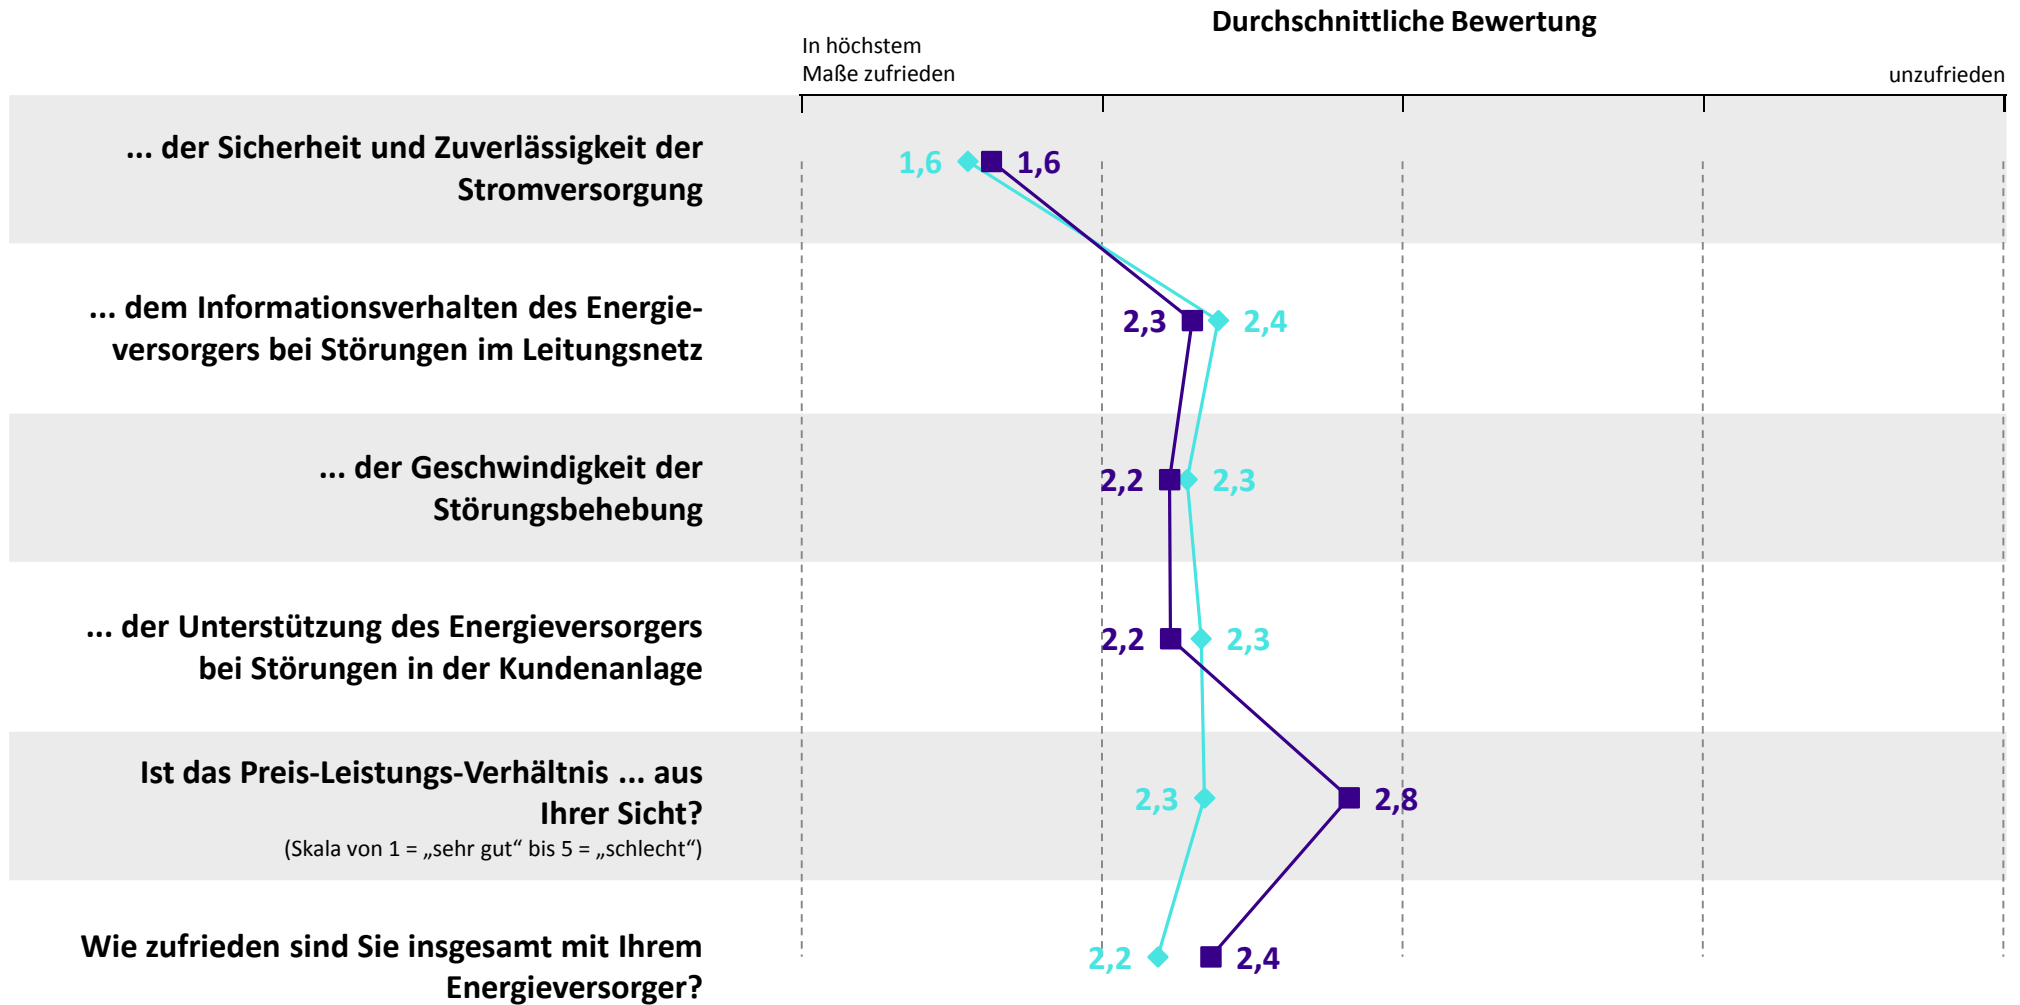 Durchschnittliche Bewertung
In höchstem
Maße zufrieden
unzufrieden
... der Sicherheit und Zuverlässigkeit der
Stromversorgung
1,6 1,6
... dem Informationsverhalten des Energie-
versorgers bei Störungen im Leitungsnetz
2,3 2,4
... der Geschwindigkeit der
Störungsbehebung
2,2 2,3
... der Unterstützung des Energieversorgers
bei Störungen in der Kundenanlage
2,2 2,3
Ist das Preis-Leistungs-Verhältnis ... aus
Ihrer Sicht?
(Skala von 1 = „sehr gut“ bis 5 = „schlecht“)
2,3 2,8
Wie zufrieden sind Sie insgesamt mit Ihrem
Energieversorger?
2,2 2,4